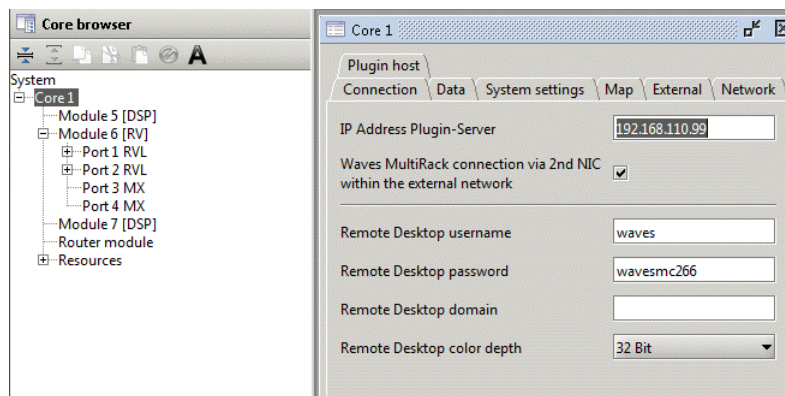 Core browser
A
System
Core 1
Module 5 [DSP]
Module 6 [RV]
Port 1 RVL
Port 2 RVL
Port 3 MX
Port 4 MX
Module 7 [DSP]
Router module
Resources
Core 1
Plugin host
Connection Data System settings Map External Network
IP Address Plugin-Server 192.168.110.99
Waves MultiRack connection via 2nd NIC
within the external network
Remote Desktop username waves
Remote Desktop password wavesmc266
Remote Desktop domain
Remote Desktop color depth 32 Bit